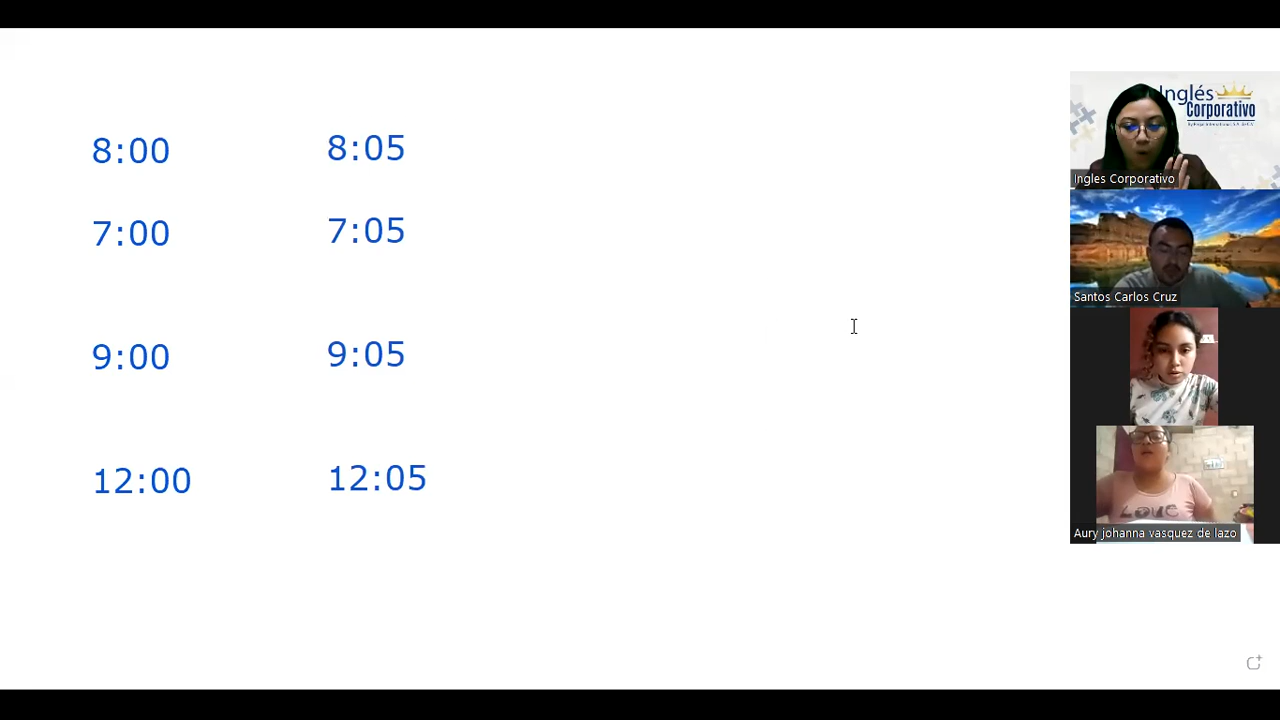 8:00 8:05
7:00 7:05
9:00 9:05
12:00 12:05
Inglés
Corporativo
Ingles Corporativo
Santos Carlos Cruz
LOVE
Aury johanna vasquez de lazo